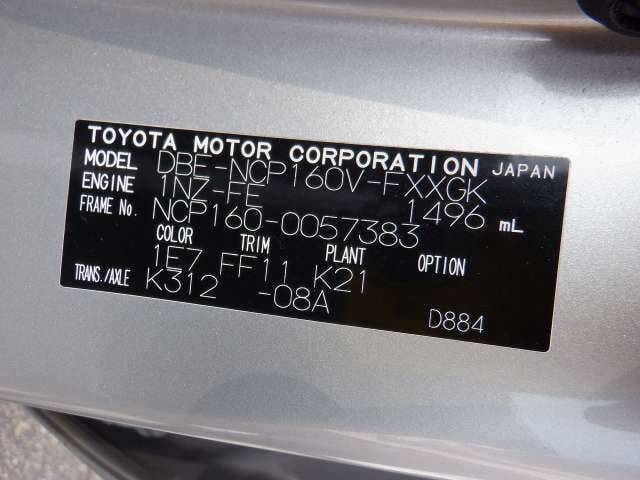 TOYOTA MOTOR CORPORATION JAPAN
MODEL DBE-NCP160V-FXXGK
ENGINE 1NZ-FE 1496 mL
FRAME No. NCP160-0057383
COLOR TRIM PLANT OPTION
1E7 FF11 K21
TRANS./AXLE K312 -08A
D884